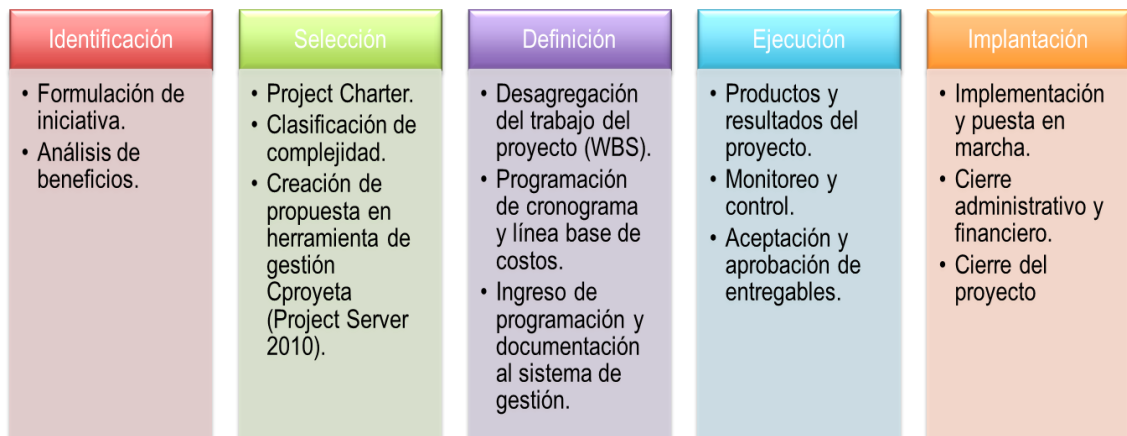 Identificación
• Formulación de
iniciativa.
• Análisis de
beneficios.
Selección
• Project Charter.
• Clasificación de
complejidad.
• Creación de
propuesta en
herramienta de
gestión
Cproyeta
(Project Server
2010).
Definición
• Desagregación
del trabajo del
proyecto (WBS).
• Programación
de cronograma
y línea base de
costos.
• Ingreso de
programación y
documentación
al sistema de
gestión.
Ejecución
• Productos y
resultados del
proyecto.
• Monitoreo y
control.
• Aceptación y
aprobación de
entregables.
Implantación
• Implementación
y puesta en
marcha.
• Cierre
administrativo y
financiero.
• Cierre del
proyecto